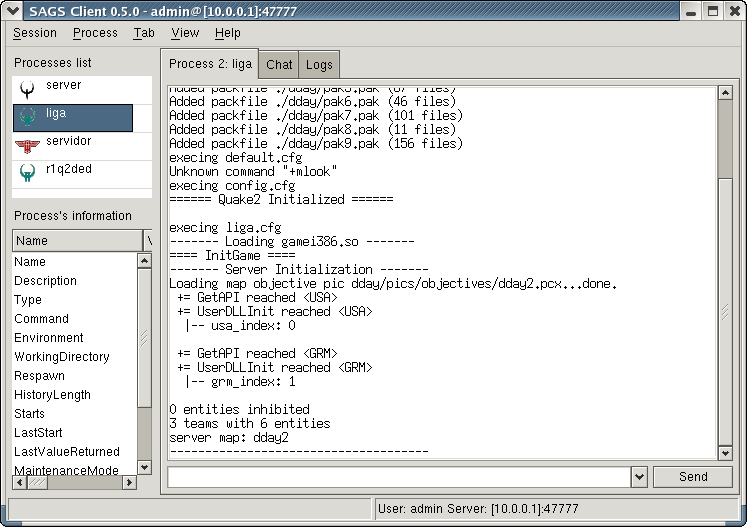 SAGS Client 0.5.0 - admin@[10.0.0.1]:47777
Session Process Tab View Help
Processes list
server
liga
servidor
r1q2ded
Process's information
Name
Name
Description
Type
Command
Environment
WorkingDirectory
Respawn
HistoryLength
Starts
LastStart
LastValueReturned
MaintenanceMode
Process 2: liga Chat Logs
Added packfile ./dday/pak5.pak (67 files)
Added packfile ./dday/pak6.pak (46 files)
Added packfile ./dday/pak7.pak (101 files)
Added packfile ./dday/pak8.pak (11 files)
Added packfile ./dday/pak9.pak (156 files)
execing default.cfg
Unknown command "+mlook"
execing config.cfg
====== Quake2 Initialized ======
execing liga.cfg
------- Loading gamei386.so -------
==== InitGame ====
------- Server Initialization -------
Loading map objective pic dday/pics/objectives/dday2.pcx...done.
+= GetAPI reached <USA>
+= UserDLLInit reached <USA>
|-- usa_index: 0
+= GetAPI reached <GRM>
+= UserDLLInit reached <GRM>
|-- grm_index: 1
0 entities inhibited
3 teams with 6 entities
server map: dday2
-------------------------------------
Send
User: admin Server: [10.0.0.1]:47777